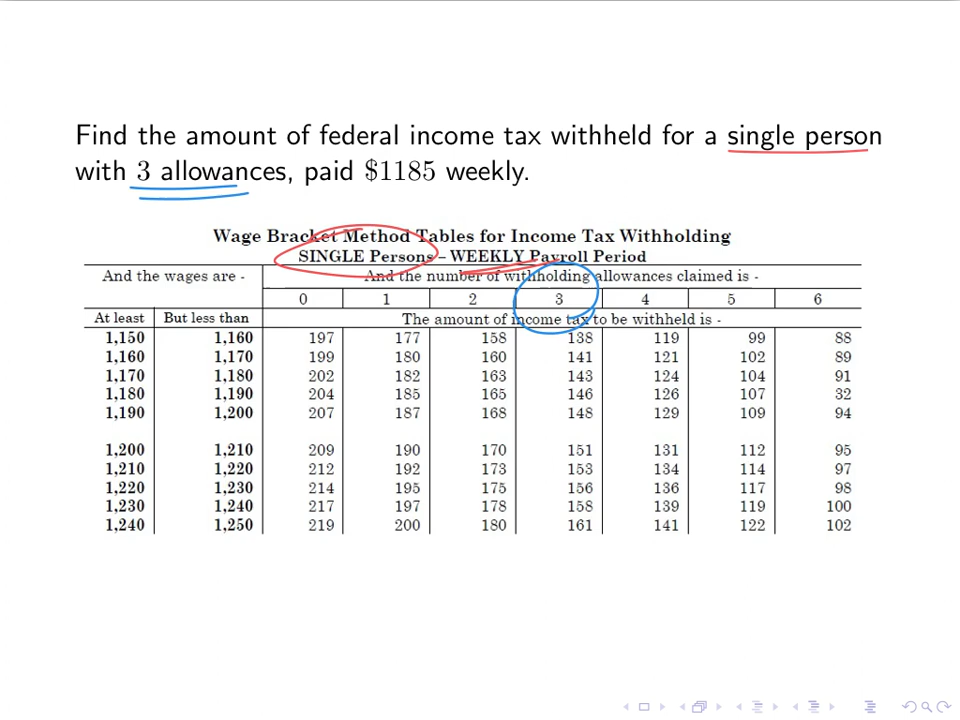 Find the amount of federal income tax withheld for a single person
with 3 allowances, paid $1185 weekly.
Wage Bracket Method Tables for Income Tax Withholding
SINGLE Persons – WEEKLY Payroll Period
And the wages are - And the number of withholding allowances claimed is -
0 1 2 3 4 5 6
At least But less than The amount of income tax to be withheld is -
1,150 1,160 197 177 158 138 119 99 88
1,160 1,170 199 180 160 141 121 102 89
1,170 1,180 202 182 163 143 124 104 91
1,180 1,190 204 185 165 146 126 107 32
1,190 1,200 207 187 168 148 129 109 94
1,200 1,210 209 190 170 151 131 112 95
1,210 1,220 212 192 173 153 134 114 97
1,220 1,230 214 195 175 156 136 117 98
1,230 1,240 217 197 178 158 139 119 100
1,240 1,250 219 200 180 161 141 122 102